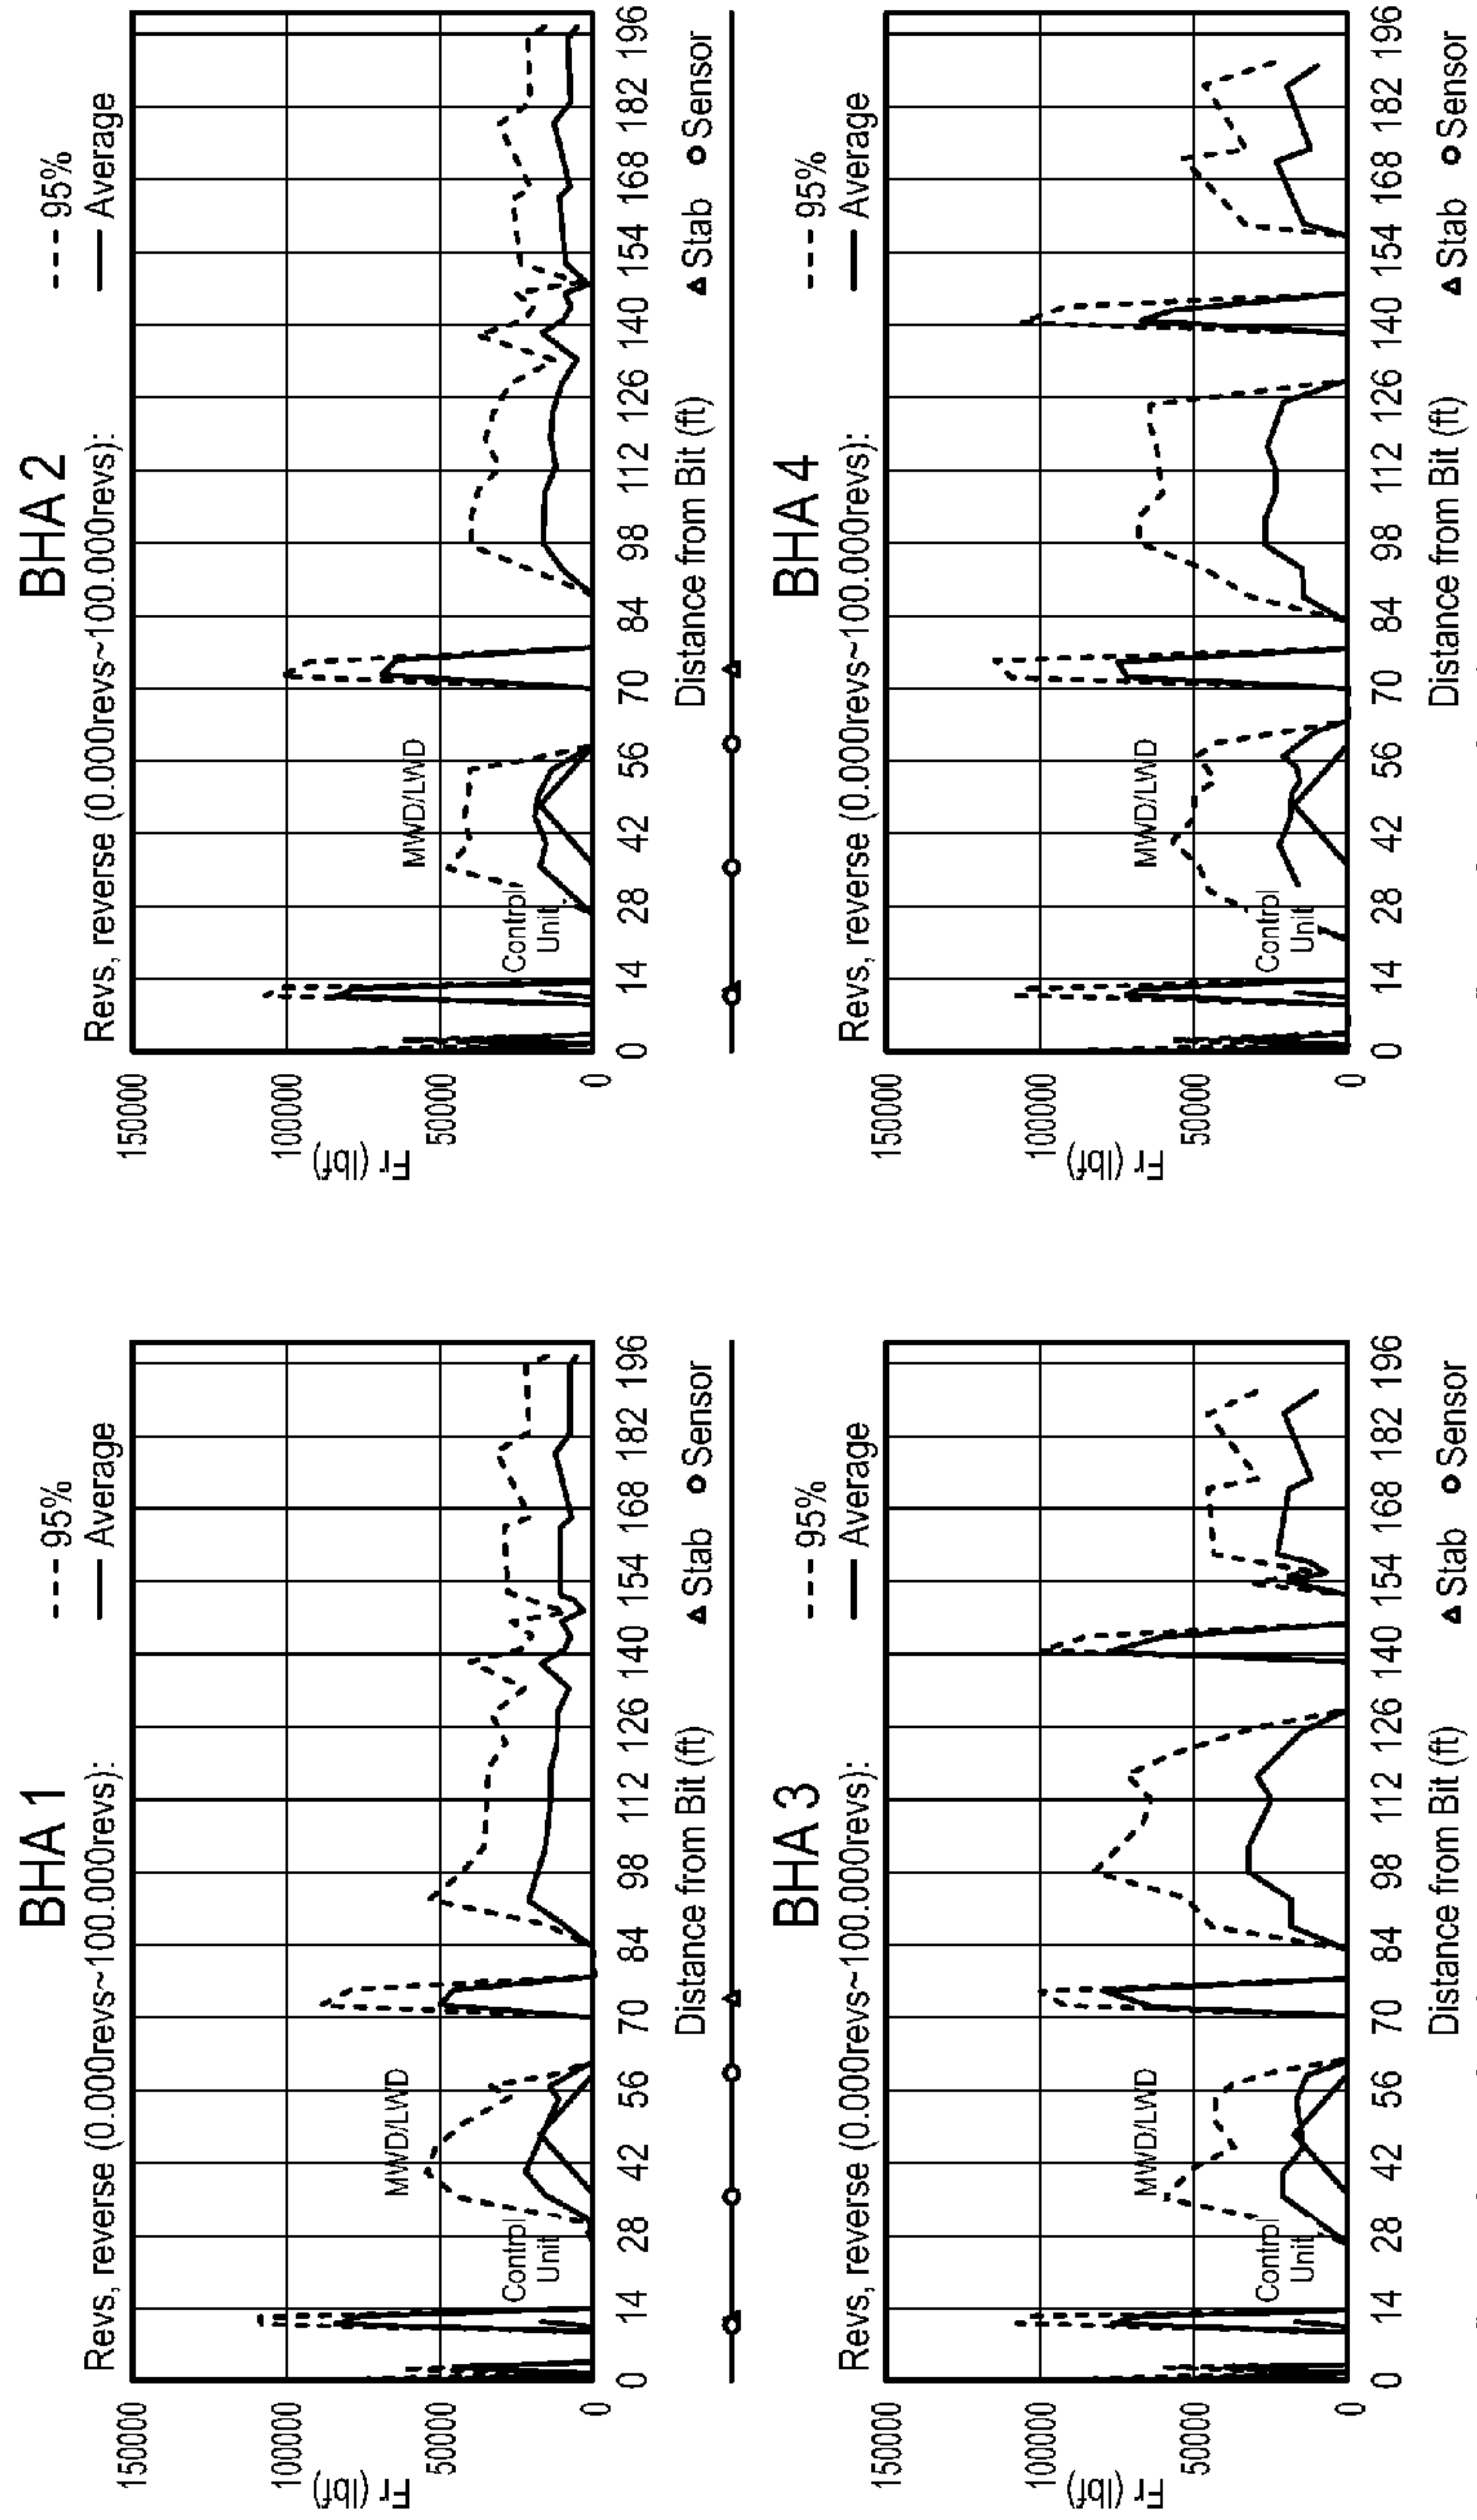 BHA 1
--- 95%
— Average
Revs, reverse (0.000revs~100.000revs):
150000
100000
50000
0
Fr (lbf)
MWD/LWD
Control
Unit
0 14 28 42 56 70 84 98 112 126 140 154 168 182 196
Distance from Bit (ft)
Stab
Sensor
BHA 2
--- 95%
— Average
Revs, reverse (0.000revs~100.000revs):
150000
100000
50000
0
Fr (lbf)
MWD/LWD
Control
Unit
0 14 28 42 56 70 84 98 112 126 140 154 168 182 196
Distance from Bit (ft)
Stab
Sensor
BHA 3
--- 95%
— Average
Revs, reverse (0.000revs~100.000revs):
150000
100000
50000
0
Fr (lbf)
MWD/LWD
Control
Unit
0 14 28 42 56 70 84 98 112 126 140 154 168 182 196
Distance from Bit (ft)
Stab
Sensor
BHA 4
--- 95%
— Average
Revs, reverse (0.000revs~100.000revs):
150000
100000
50000
0
Fr (lbf)
MWD/LWD
Control
Unit
0 14 28 42 56 70 84 98 112 126 140 154 168 182 196
Distance from Bit (ft)
Stab
Sensor